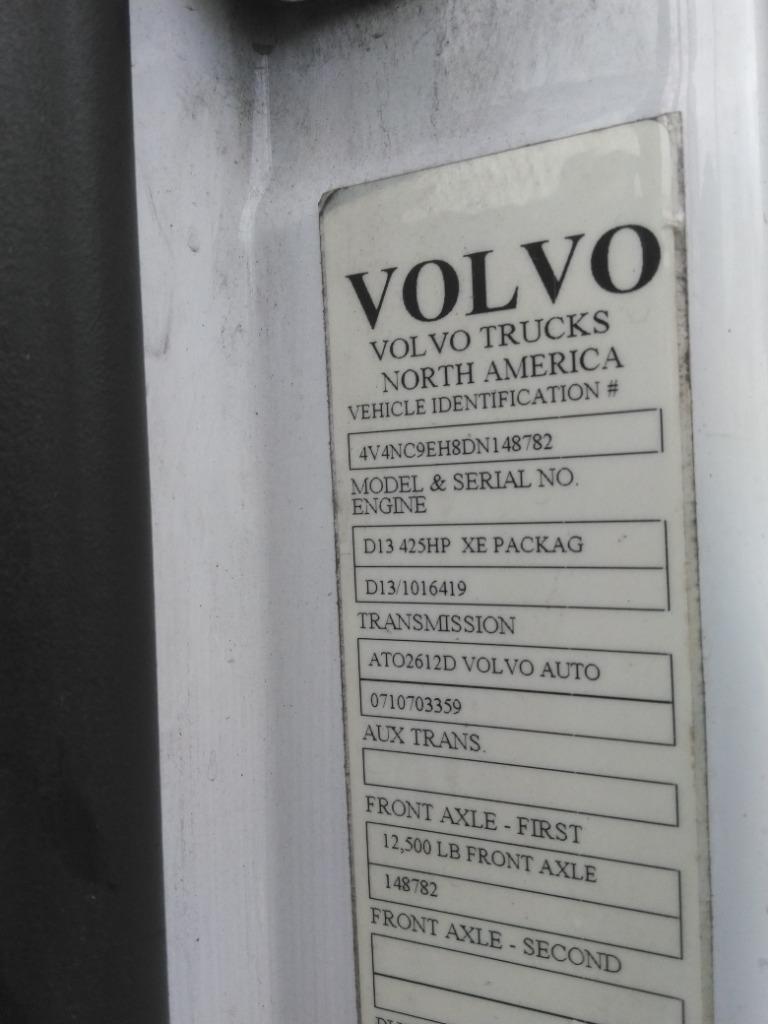 VOLVO
VOLVO TRUCKS
NORTH AMERICA
VEHICLE IDENTIFICATION #
4V4NC9EH8DN148782
MODEL & SERIAL NO.
ENGINE
D13 425HP XE PACKAG
D13/1016419
TRANSMISSION
ATO2612D VOLVO AUTO
0710703359
AUX TRANS.
FRONT AXLE - FIRST
12,500 LB FRONT AXLE
148782
FRONT AXLE - SECOND